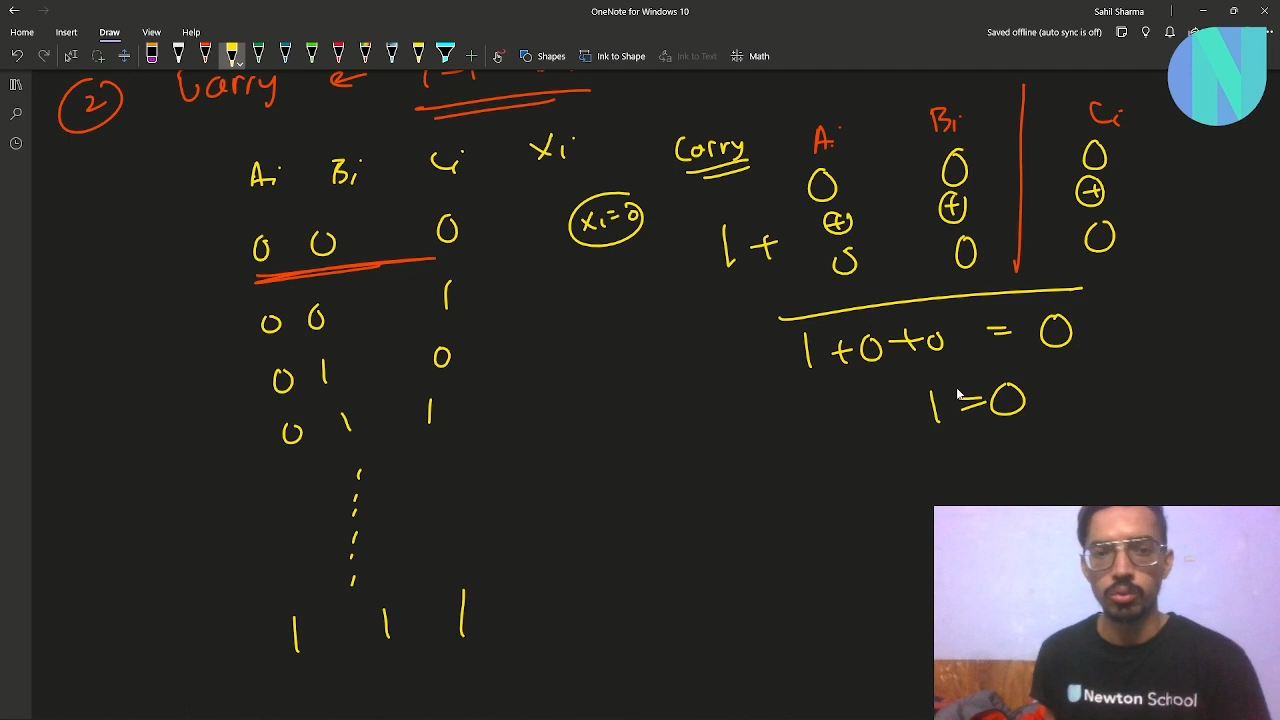 OneNote for Windows 10
Sahil Sharma
Home Insert Draw View Help
Saved offline (auto sync is off)
Shapes Ink to Shape Ink to Text Math
2 Carry ←
Ai Bi Ci Xi
0 0 0
0 0 1
0 1 0
0 1 1
1 1 1
xi=0
Carry Ai Bi Ci
0 0 0
⊕ ⊕ ⊕
1 + 0 0 0
1+0+0 = 0
1=0
Newton School